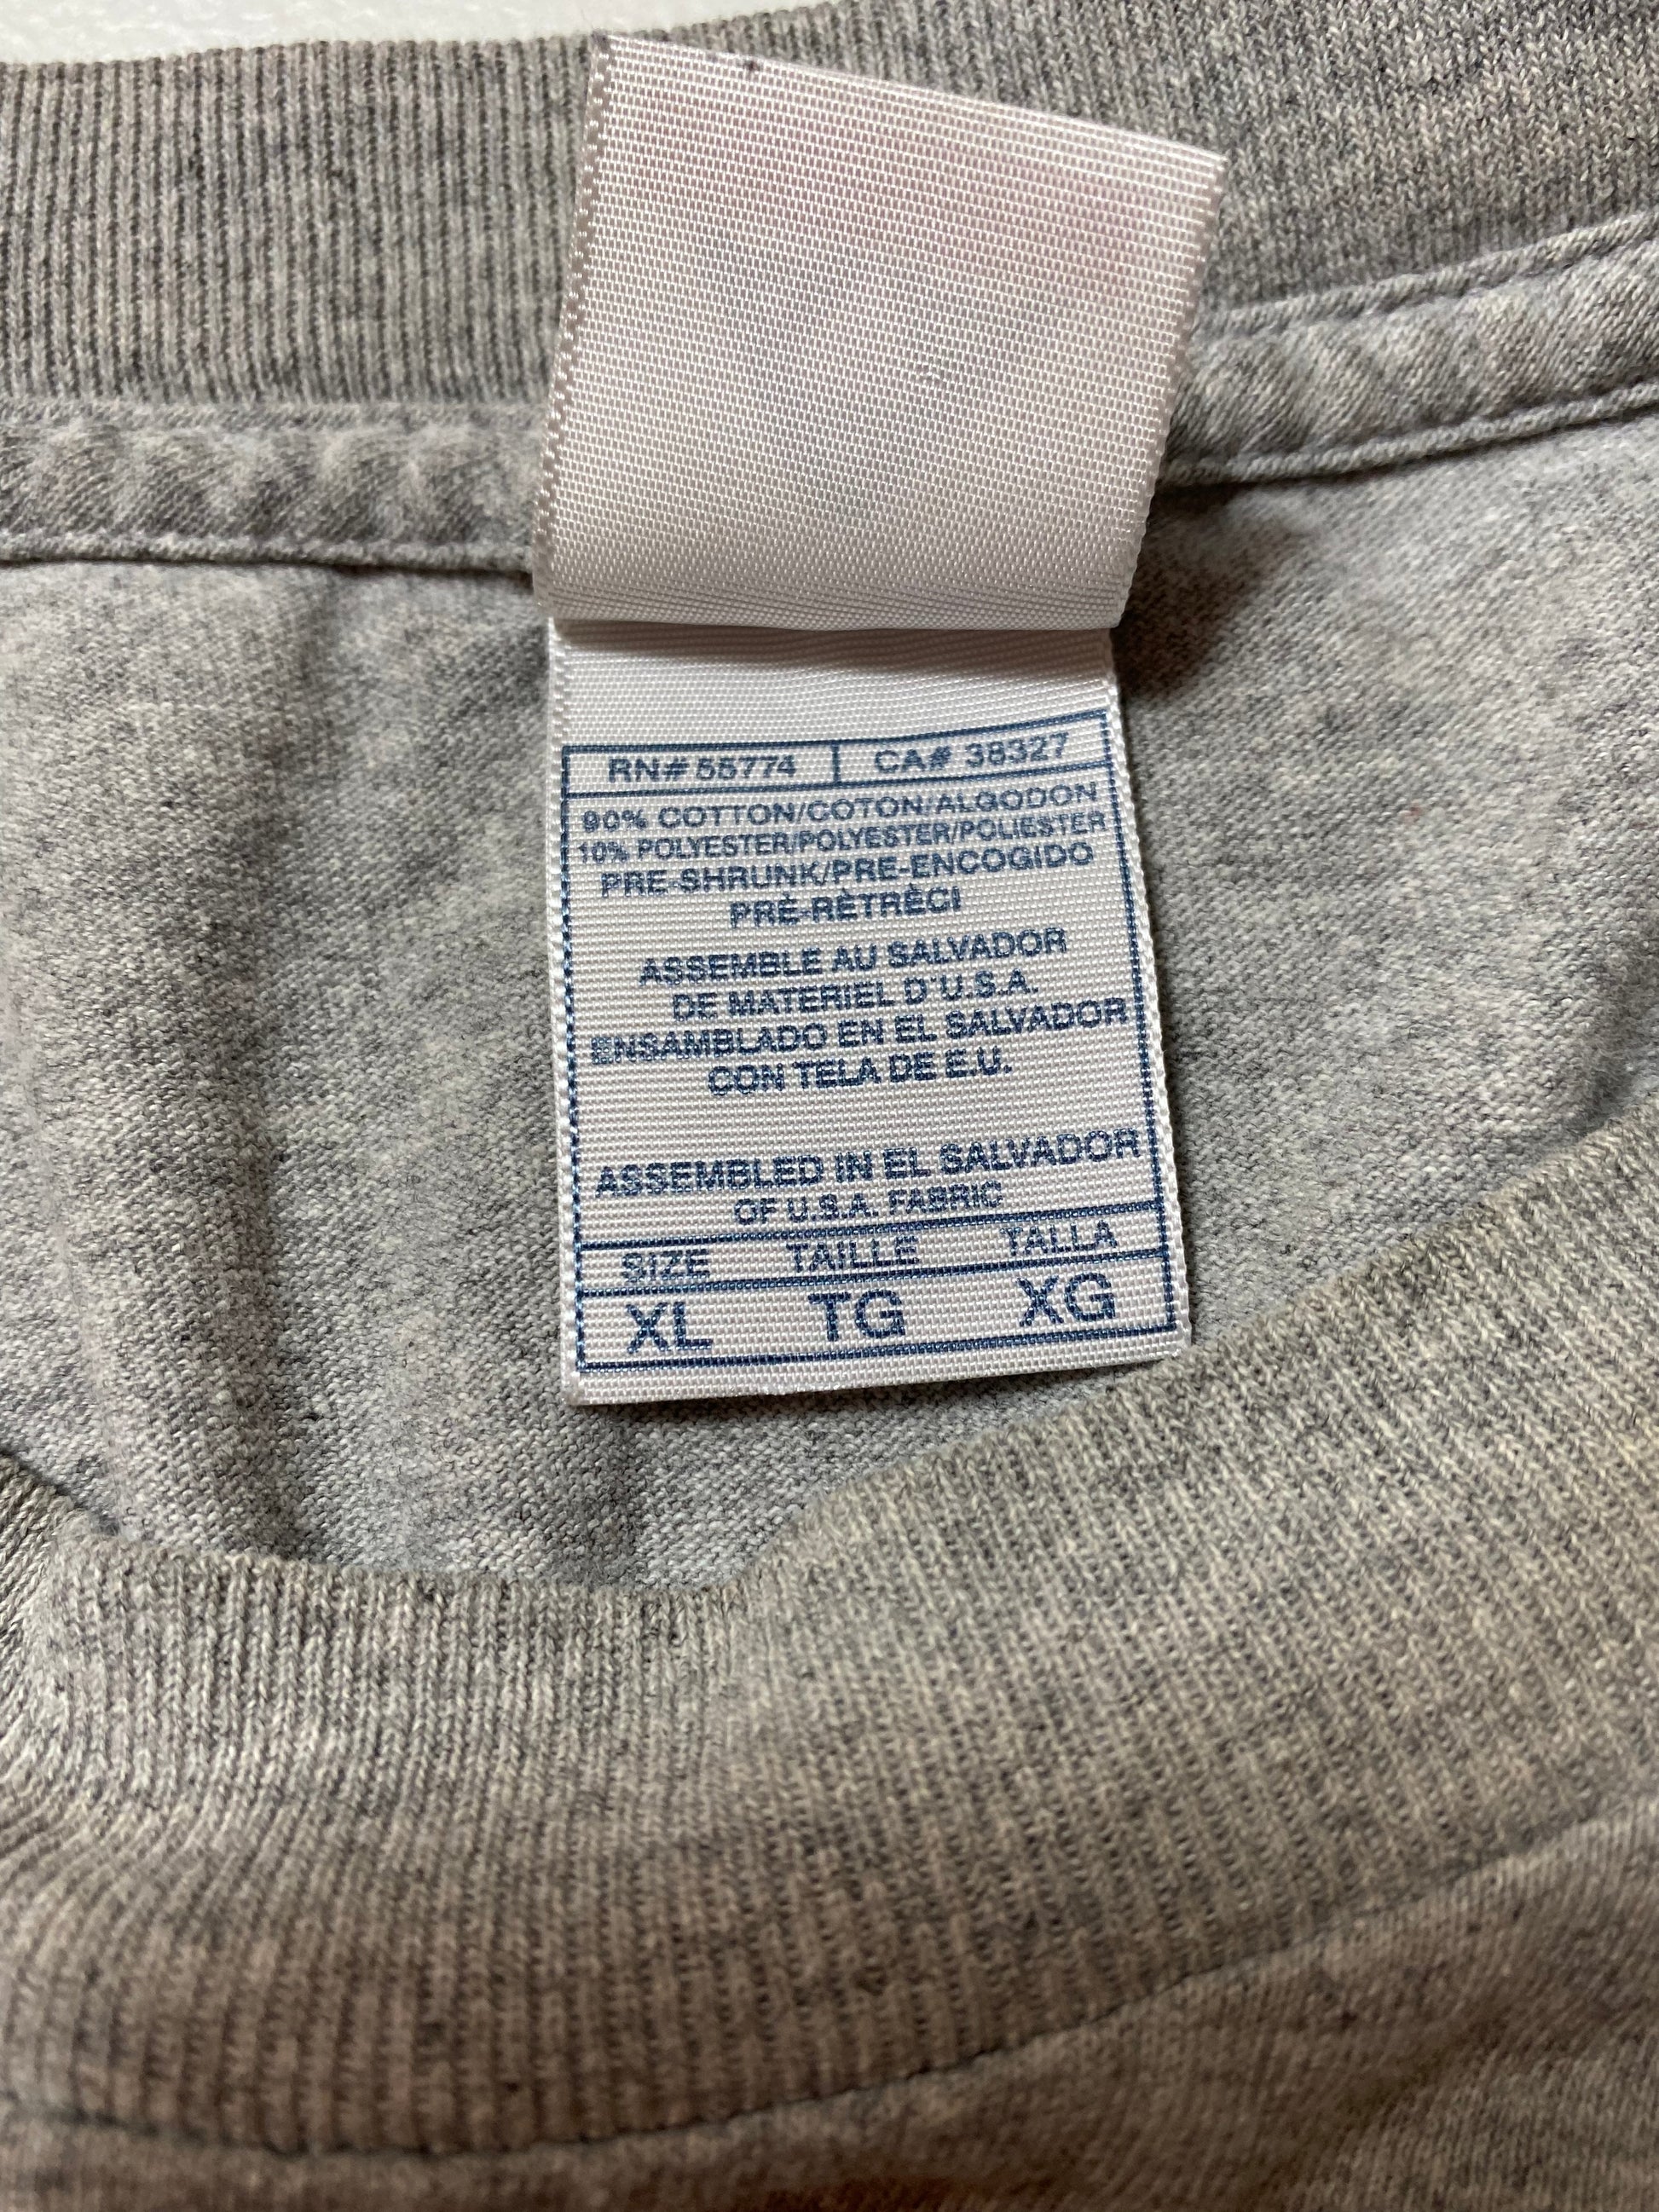 RN# 55774 CA# 38327
90% COTTON/COTON/ALGODON
10% POLYESTER/POLYESTER/POLIESTER
PRE-SHRUNK/PRE-ENCOGIDO
PRÈ-RÈTRÈCI
ASSEMBLE AU SALVADOR
DE MATERIEL D'U.S.A.
ENSAMBLADO EN EL SALVADOR
CON TELA DE E.U.
ASSEMBLED IN EL SALVADOR
OF U.S.A. FABRIC
SIZE TAILLE TALLA
XL TG XG